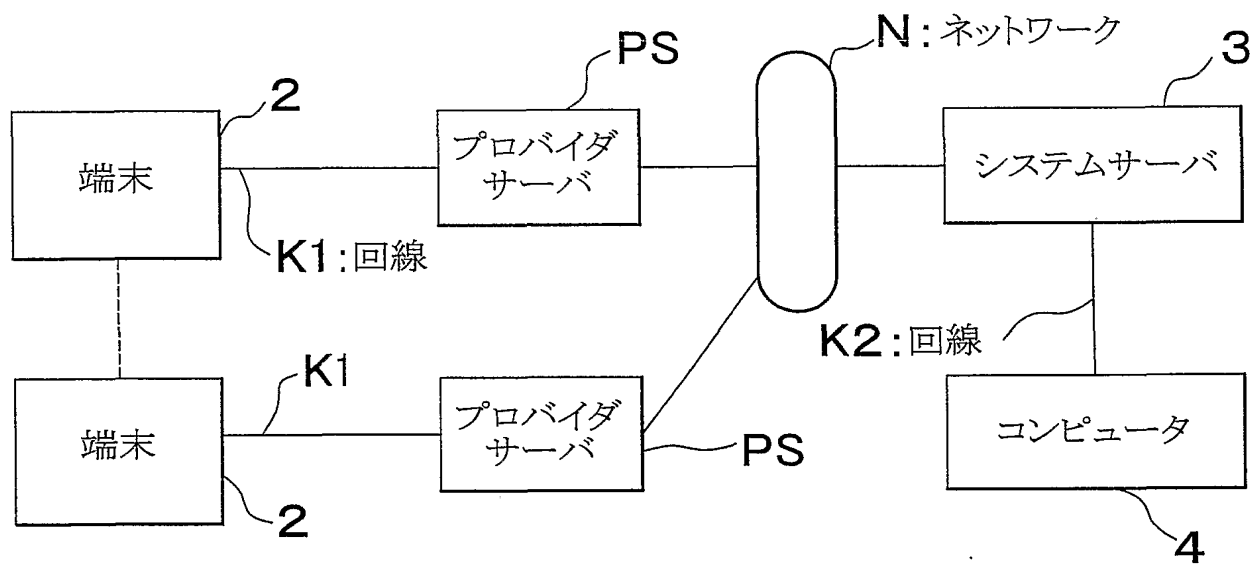 N:ネットワーク
PS
3
2
端末
プロバイダ
サーバ
システムサーバ
K1:回線
K2:回線
K1
端末
プロバイダ
サーバ
コンピュータ
PS
2
4